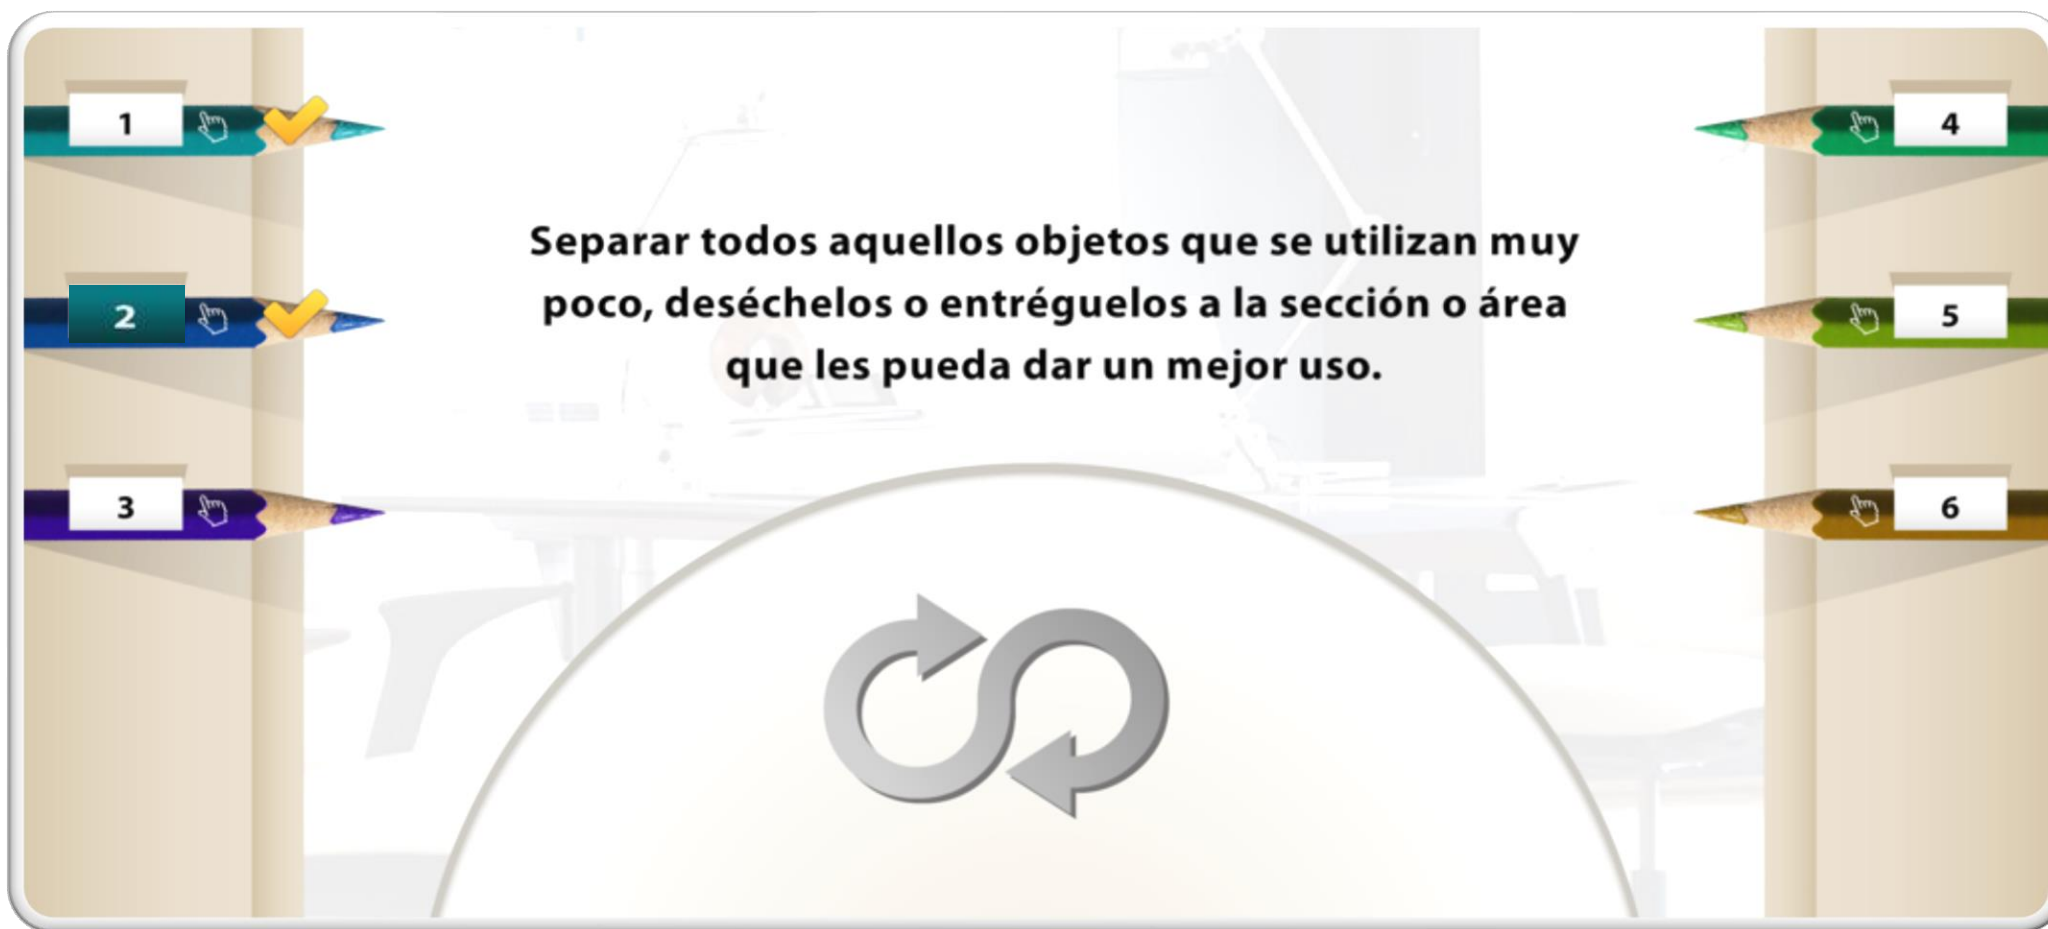 1
2
3
Separar todos aquellos objetos que se utilizan muy
poco, deséchelos o entréguelos a la sección o área
que les pueda dar un mejor uso.
4
5
6